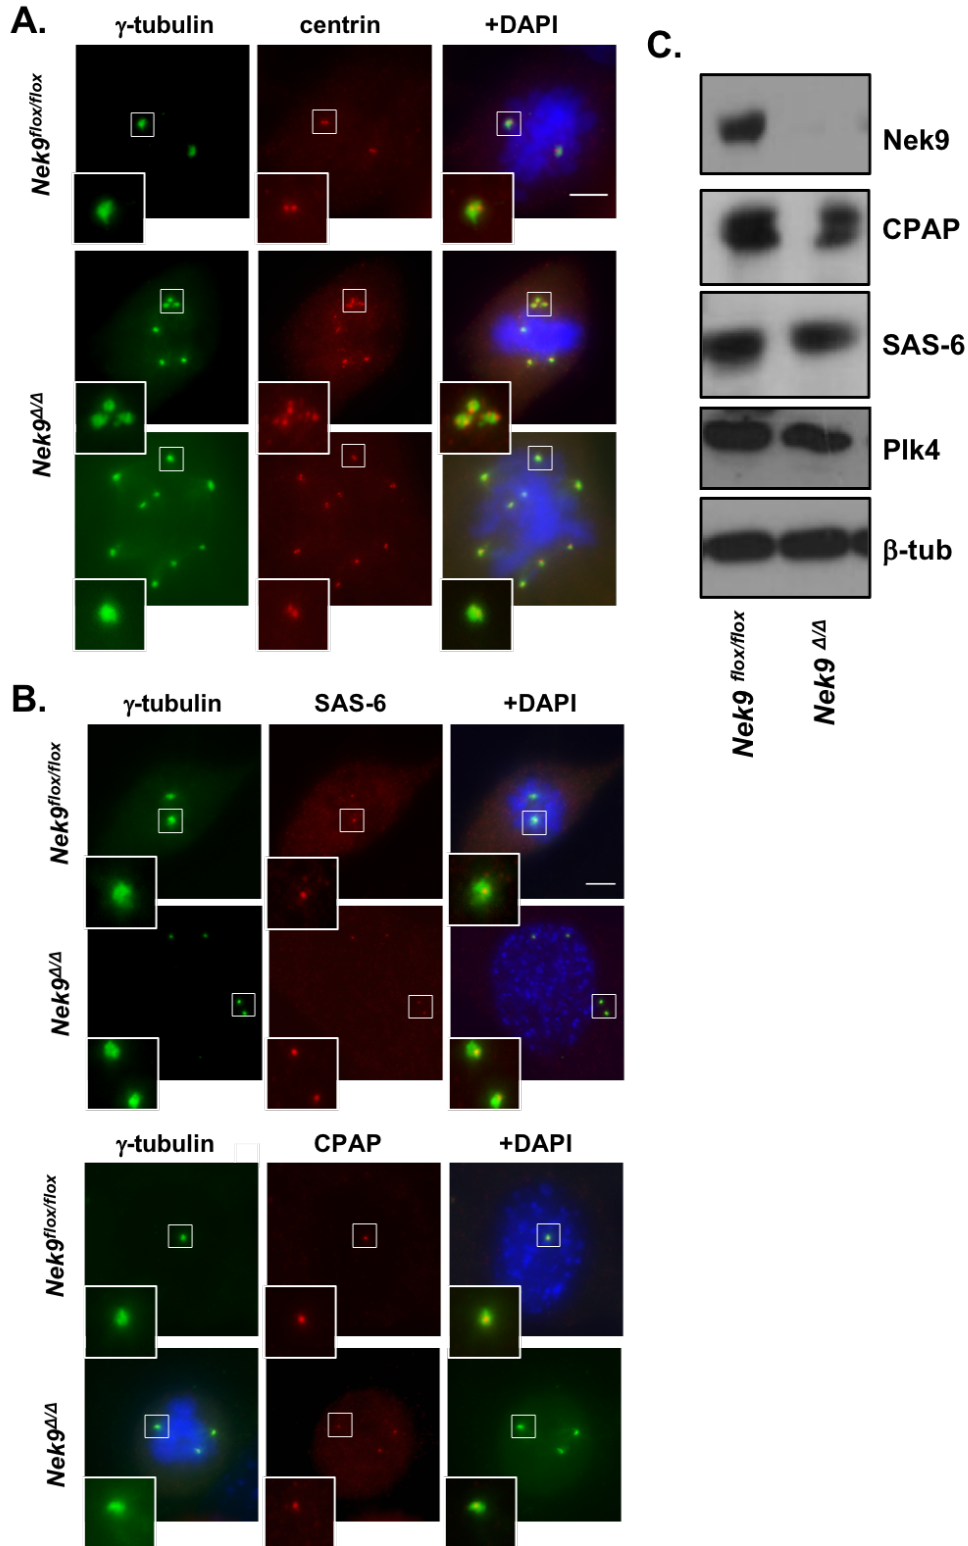 A.
γ-tubulin centrin +DAPI
Nek9flox/flox
Nek9Δ/Δ
B.
γ-tubulin SAS-6 +DAPI
Nek9flox/flox
Nek9Δ/Δ
γ-tubulin CPAP +DAPI
Nek9flox/flox
Nek9Δ/Δ
C.
Nek9
CPAP
SAS-6
Plk4
β-tub
Nek9 flox/flox
Nek9 Δ/Δ